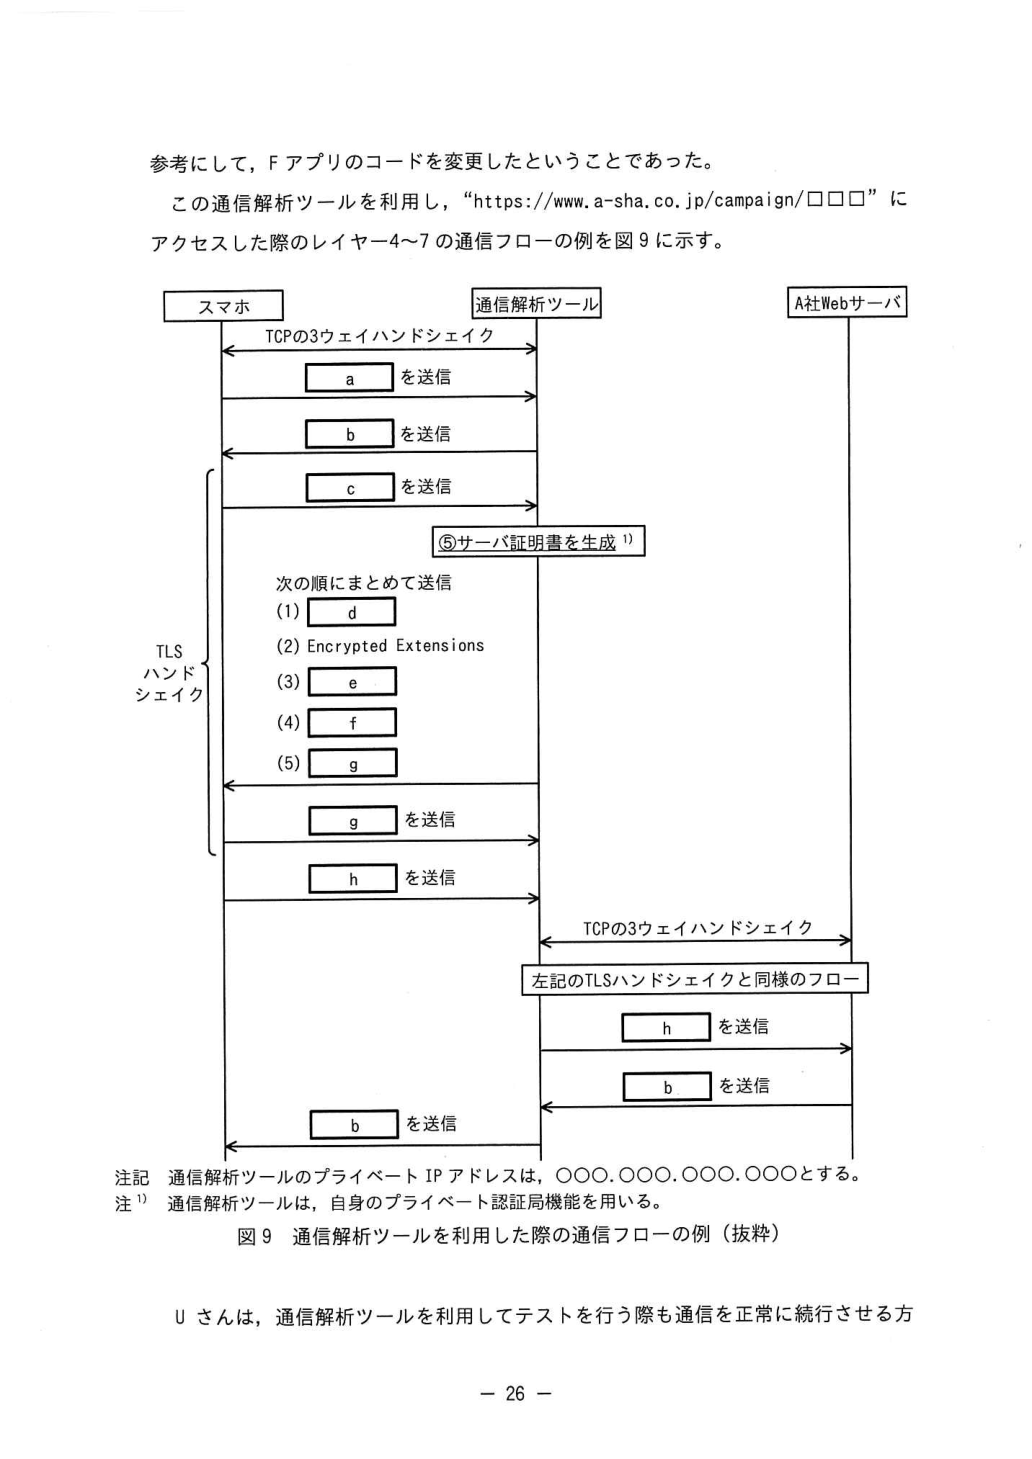 参考にして，F アプリのコードを変更したということであった。
この通信解析ツールを利用し，“https://www.a-sha.co.jp/campaign/□□□” に
アクセスした際のレイヤー4～7 の通信フローの例を図 9 に示す。
スマホ
通信解析ツール
A社Webサーバ
TCPの3ウェイハンドシェイク
a を送信
b を送信
c を送信
⑤サーバ証明書を生成 1)
次の順にまとめて送信
(1) d
(2) Encrypted Extensions
(3) e
(4) f
(5) g
TLS
ハンド
シェイク
g を送信
h を送信
TCPの3ウェイハンドシェイク
左記のTLSハンドシェイクと同様のフロー
h を送信
b を送信
b を送信
注記　通信解析ツールのプライベート IP アドレスは，○○○.○○○.○○○.○○○とする。
注 1)　通信解析ツールは，自身のプライベート認証局機能を用いる。
図 9　通信解析ツールを利用した際の通信フローの例（抜粋）
U さんは，通信解析ツールを利用してテストを行う際も通信を正常に続行させる方
－ 26 －